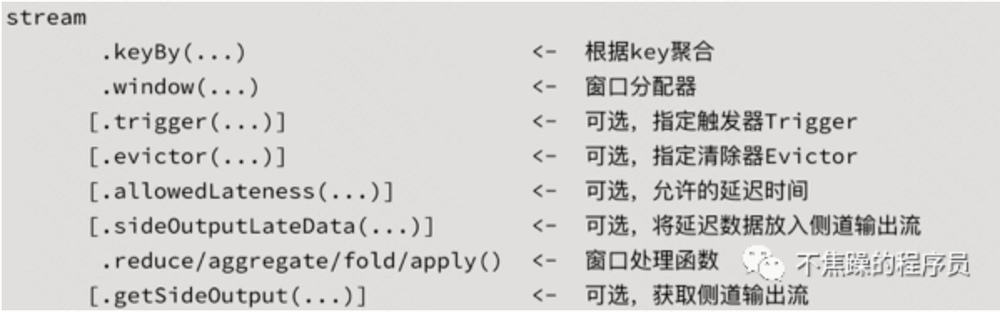 stream
.keyBy(...) <- 根据key聚合
.window(...) <- 窗口分配器
[.trigger(...)] <- 可选，指定触发器Trigger
[.evictor(...)] <- 可选，指定清除器Evictor
[.allowedLateness(...)] <- 可选，允许的延迟时间
[.sideOutputLateData(...)] <- 可选，将延迟数据放入侧道输出流
.reduce/aggregate/fold/apply() <- 窗口处理函数
不焦躁的程序员
[.getSideOutput(...)] <- 可选，获取侧道输出流